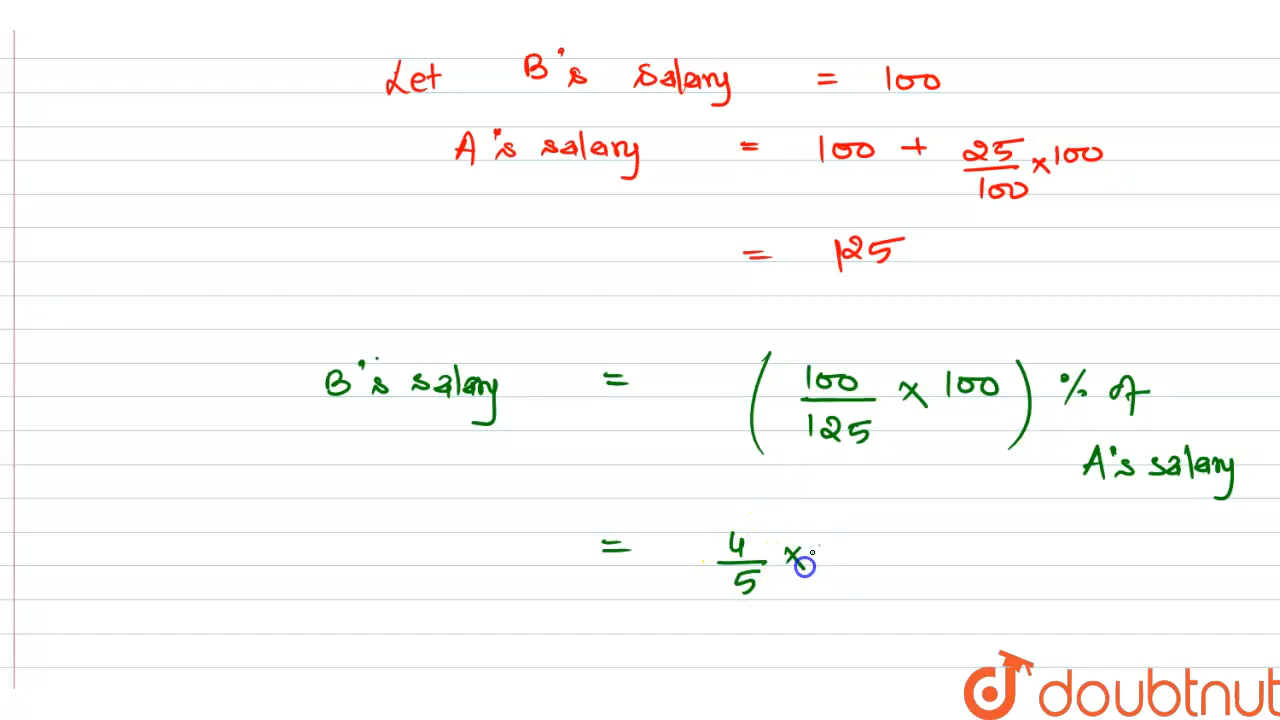 Let B's salary = 100
A's salary = 100 + 25/100 × 100
= 125
B's salary = (100/125 × 100) % of
A's salary
= 4/5 ×
doubtnut